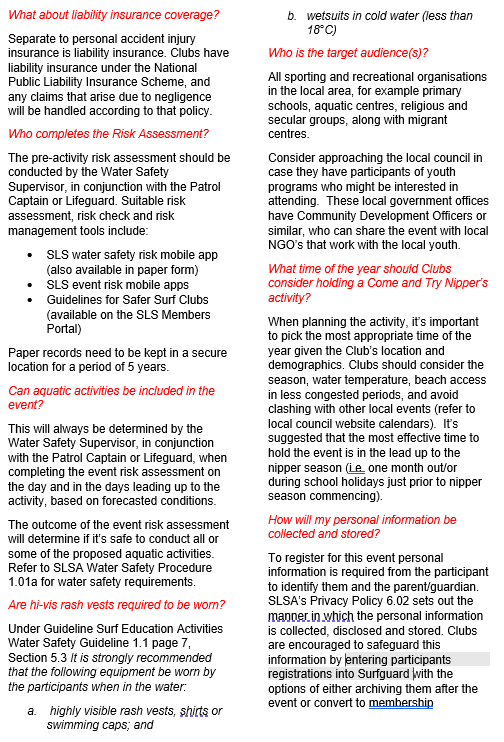 What about liability insurance coverage?
Separate to personal accident injury
insurance is liability insurance. Clubs have
liability insurance under the National
Public Liability Insurance Scheme, and
any claims that arise due to negligence
will be handled according to that policy.
Who completes the Risk Assessment?
The pre-activity risk assessment should be
conducted by the Water Safety
Supervisor, in conjunction with the Patrol
Captain or Lifeguard. Suitable risk
assessment, risk check and risk
management tools include:
• SLS water safety risk mobile app
(also available in paper form)
• SLS event risk mobile apps
• Guidelines for Safer Surf Clubs
(available on the SLS Members
Portal)
Paper records need to be kept in a secure
location for a period of 5 years.
Can aquatic activities be included in the
event?
This will always be determined by the
Water Safety Supervisor, in conjunction
with the Patrol Captain or Lifeguard, when
completing the event risk assessment on
the day and in the days leading up to the
activity, based on forecasted conditions.
The outcome of the event risk assessment
will determine if it's safe to conduct all or
some of the proposed aquatic activities.
Refer to SLSA Water Safety Procedure
1.01a for water safety requirements.
Are hi-vis rash vests required to be worn?
Under Guideline Surf Education Activities
Water Safety Guideline 1.1 page 7,
Section 5.3 It is strongly recommended
that the following equipment be worn by
the participants when in the water:
a. highly visible rash vests, shirts or
swimming caps; and
b. wetsuits in cold water (less than
18°C)
Who is the target audience(s)?
All sporting and recreational organisations
in the local area, for example primary
schools, aquatic centres, religious and
secular groups, along with migrant
centres.
Consider approaching the local council in
case they have participants of youth
programs who might be interested in
attending. These local government offices
have Community Development Officers or
similar, who can share the event with local
NGO's that work with the local youth.
What time of the year should Clubs
consider holding a Come and Try Nipper's
activity?
When planning the activity, it's important
to pick the most appropriate time of the
year given the Club's location and
demographics. Clubs should consider the
season, water temperature, beach access
in less congested periods, and avoid
clashing with other local events (refer to
local council website calendars). It's
suggested that the most effective time to
hold the event is in the lead up to the
nipper season (i.e. one month out/or
during school holidays just prior to nipper
season commencing).
How will my personal information be
collected and stored?
To register for this event personal
information is required from the participant
to identify them and the parent/guardian.
SLSA's Privacy Policy 6.02 sets out the
manner in which the personal information
is collected, disclosed and stored. Clubs
are encouraged to safeguard this
information by entering participants
registrations into Surfguard with the
options of either archiving them after the
event or convert to membership